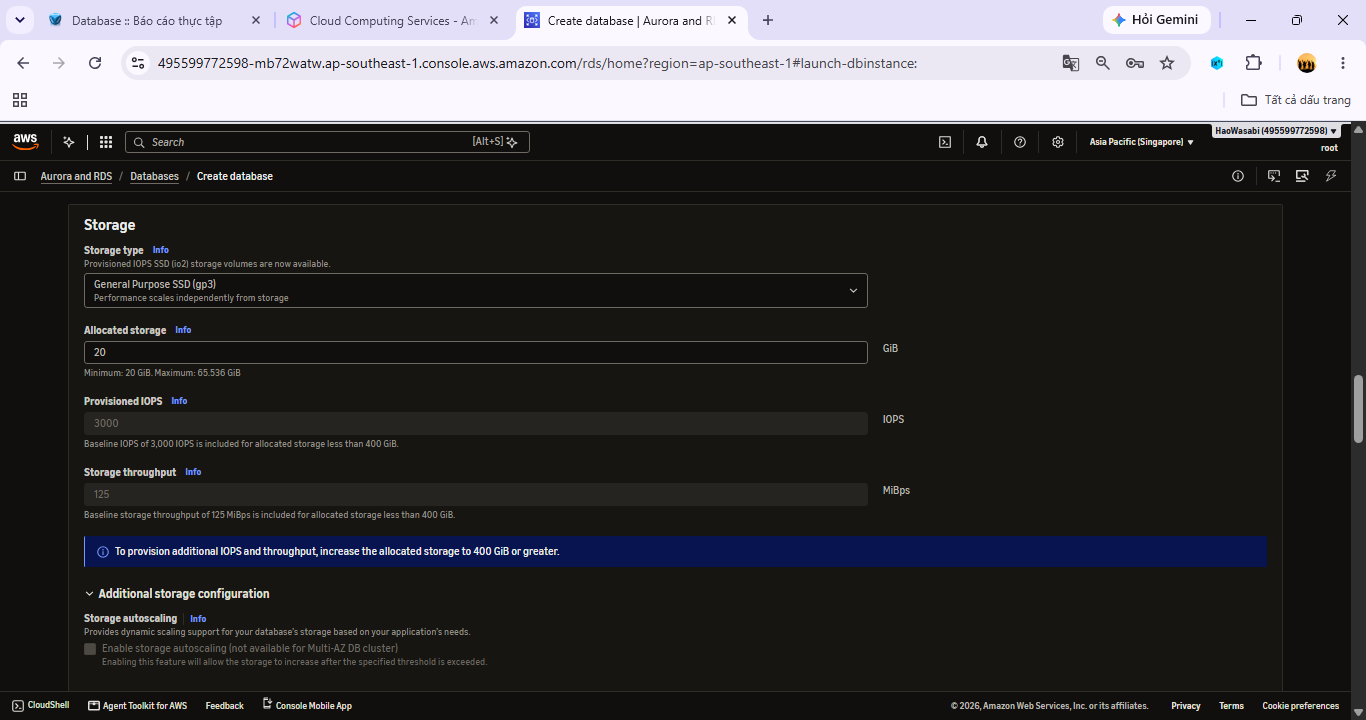 Database :: Báo cáo thực tập
Cloud Computing Services - Am
Create database | Aurora and RD
Hỏi Gemini
495599772598-mb72watw.ap-southeast-1.console.aws.amazon.com/rds/home?region=ap-southeast-1#launch-dbinstance:
Tất cả dấu trang
aws
Search
[Alt+S]
Asia Pacific (Singapore) ▼
HaoWasabi (495599772598) ▼
root
Aurora and RDS / Databases / Create database
Storage
Storage type Info
Provisioned IOPS SSD (io2) storage volumes are now available.
General Purpose SSD (gp3)
Performance scales independently from storage
Allocated storage Info
20
GiB
Minimum: 20 GiB. Maximum: 65.536 GiB
Provisioned IOPS Info
3000
IOPS
Baseline IOPS of 3,000 IOPS is included for allocated storage less than 400 GiB.
Storage throughput Info
125
MiBps
Baseline storage throughput of 125 MiBps is included for allocated storage less than 400 GiB.
To provision additional IOPS and throughput, increase the allocated storage to 400 GiB or greater.
Additional storage configuration
Storage autoscaling Info
Provides dynamic scaling support for your database's storage based on your application's needs.
Enable storage autoscaling (not available for Multi-AZ DB cluster)
Enabling this feature will allow the storage to increase after the specified threshold is exceeded.
CloudShell
Agent Toolkit for AWS
Feedback
Console Mobile App
© 2026, Amazon Web Services, Inc. or its affiliates.
Privacy
Terms
Cookie preferences